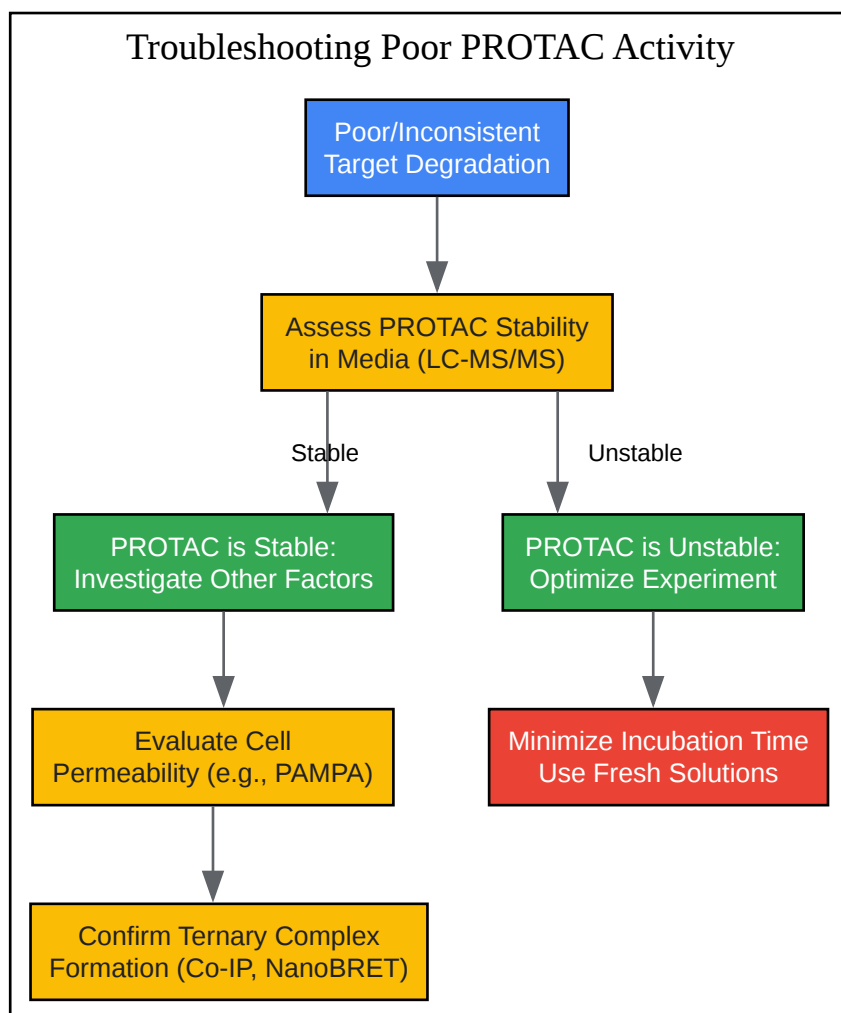 Troubleshooting Poor PROTAC Activity
Poor/Inconsistent
Target Degradation
Assess PROTAC Stability
in Media (LC-MS/MS)
Stable
Unstable
PROTAC is Stable:
Investigate Other Factors
PROTAC is Unstable:
Optimize Experiment
Evaluate Cell
Permeability (e.g., PAMPA)
Minimize Incubation Time
Use Fresh Solutions
Confirm Ternary Complex
Formation (Co-IP, NanoBRET)